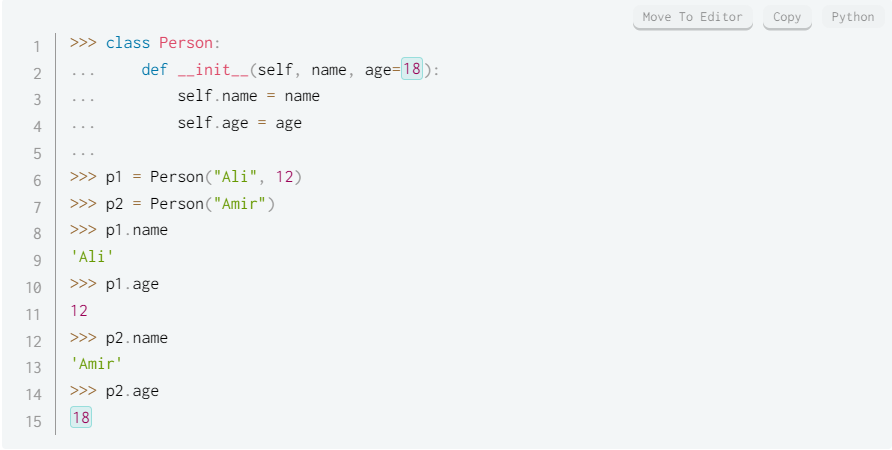 Move To Editor Copy Python
1 >>> class Person:
2 ...     def __init__(self, name, age=18):
3 ...         self.name = name
4 ...         self.age = age
5 ...
6 >>> p1 = Person("Ali", 12)
7 >>> p2 = Person("Amir")
8 >>> p1.name
9 'Ali'
10 >>> p1.age
11 12
12 >>> p2.name
13 'Amir'
14 >>> p2.age
15 18